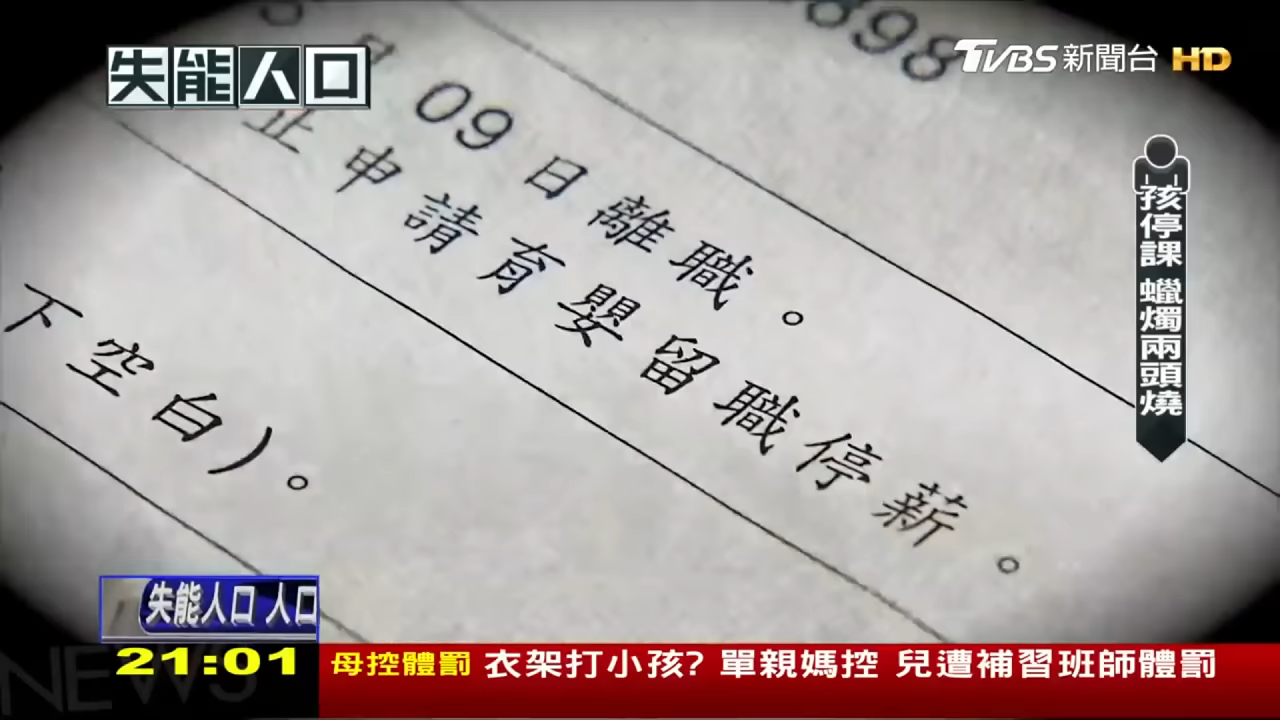 失能人口
TVBS新聞台 HD
898
月09日離職。
止申請育嬰留職停薪。
下空白)。
孩停課 蠟燭兩頭燒
失能人口 人口
NEWS
21:01
母控體罰 衣架打小孩? 單親媽控 兒遭補習班師體罰